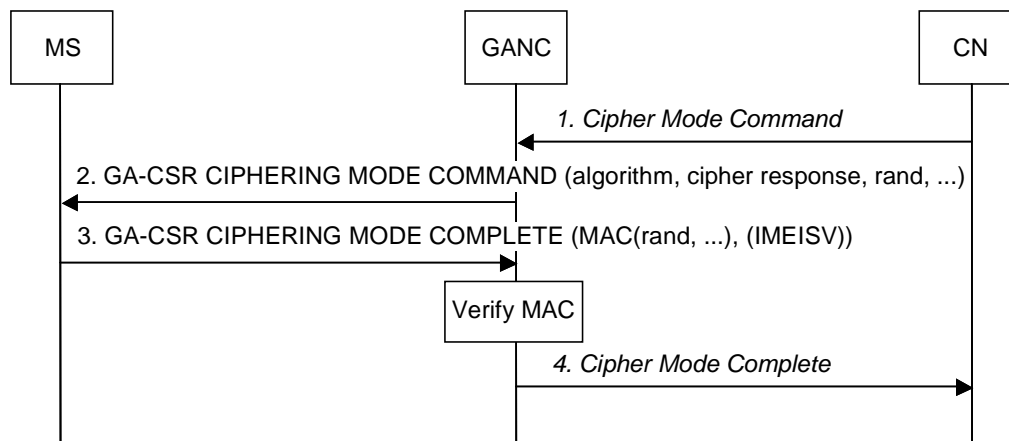 MS
GANC
CN
1. Cipher Mode Command
2. GA-CSR CIPHERING MODE COMMAND (algorithm, cipher response, rand, ...)
3. GA-CSR CIPHERING MODE COMPLETE (MAC(rand, ...), (IMEISV))
Verify MAC
4. Cipher Mode Complete